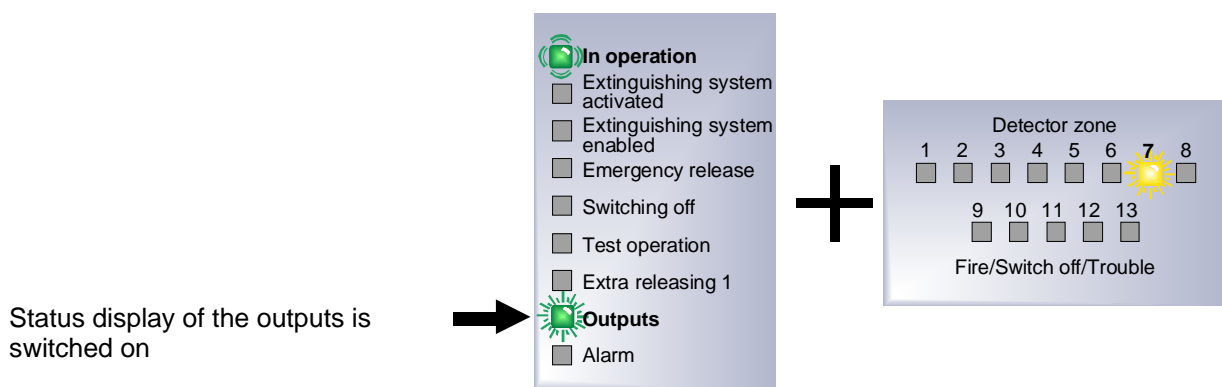 In operation
Extinguishing system
activated
Extinguishing system
enabled
Emergency release
Switching off
Test operation
Extra releasing 1
Outputs
Alarm
Status display of the outputs is
switched on
Detector zone
1 2 3 4 5 6 7 8
9 10 11 12 13
Fire/Switch off/Trouble